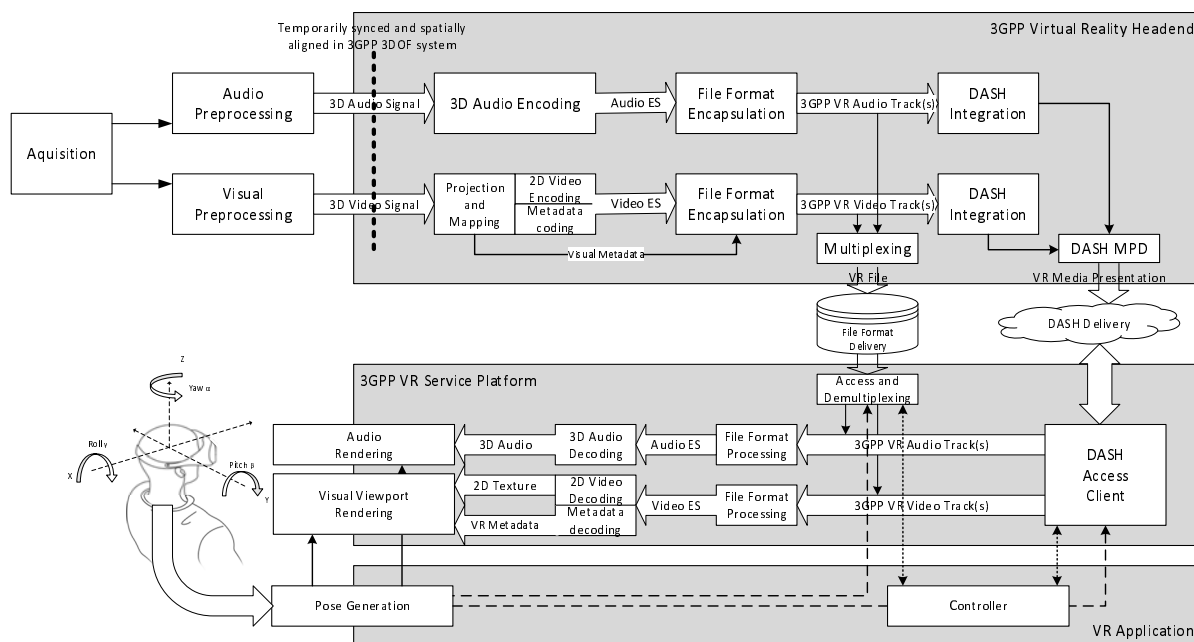 Temporarily synced and spatially
aligned in 3GPP 3DOF system
3GPP Virtual Reality Headend
Aquisition
Audio
Preprocessing
3D Audio Signal
3D Audio Encoding
Audio ES
File Format
Encapsulation
3GPP VR Audio Track(s)
DASH
Integration
Visual
Preprocessing
3D Video Signal
Projection
and
Mapping
2D Video
Encoding
Metadata
coding
Video ES
File Format
Encapsulation
3GPP VR Video Track(s)
DASH
Integration
Visual Metadata
Multiplexing
DASH MPD
VR File
VR Media Presentation
File Format
Delivery
DASH Delivery
3GPP VR Service Platform
Access and
Demultiplexing
Z
Yaw α
Roll γ
X
Pitch β
Y
Audio
Rendering
3D Audio
3D Audio
Decoding
Audio ES
File Format
Processing
3GPP VR Audio Track(s)
DASH
Access
Client
Visual Viewport
Rendering
2D Texture
VR Metadata
2D Video
Decoding
Metadata
decoding
Video ES
File Format
Processing
3GPP VR Video Track(s)
Pose Generation
Controller
VR Application